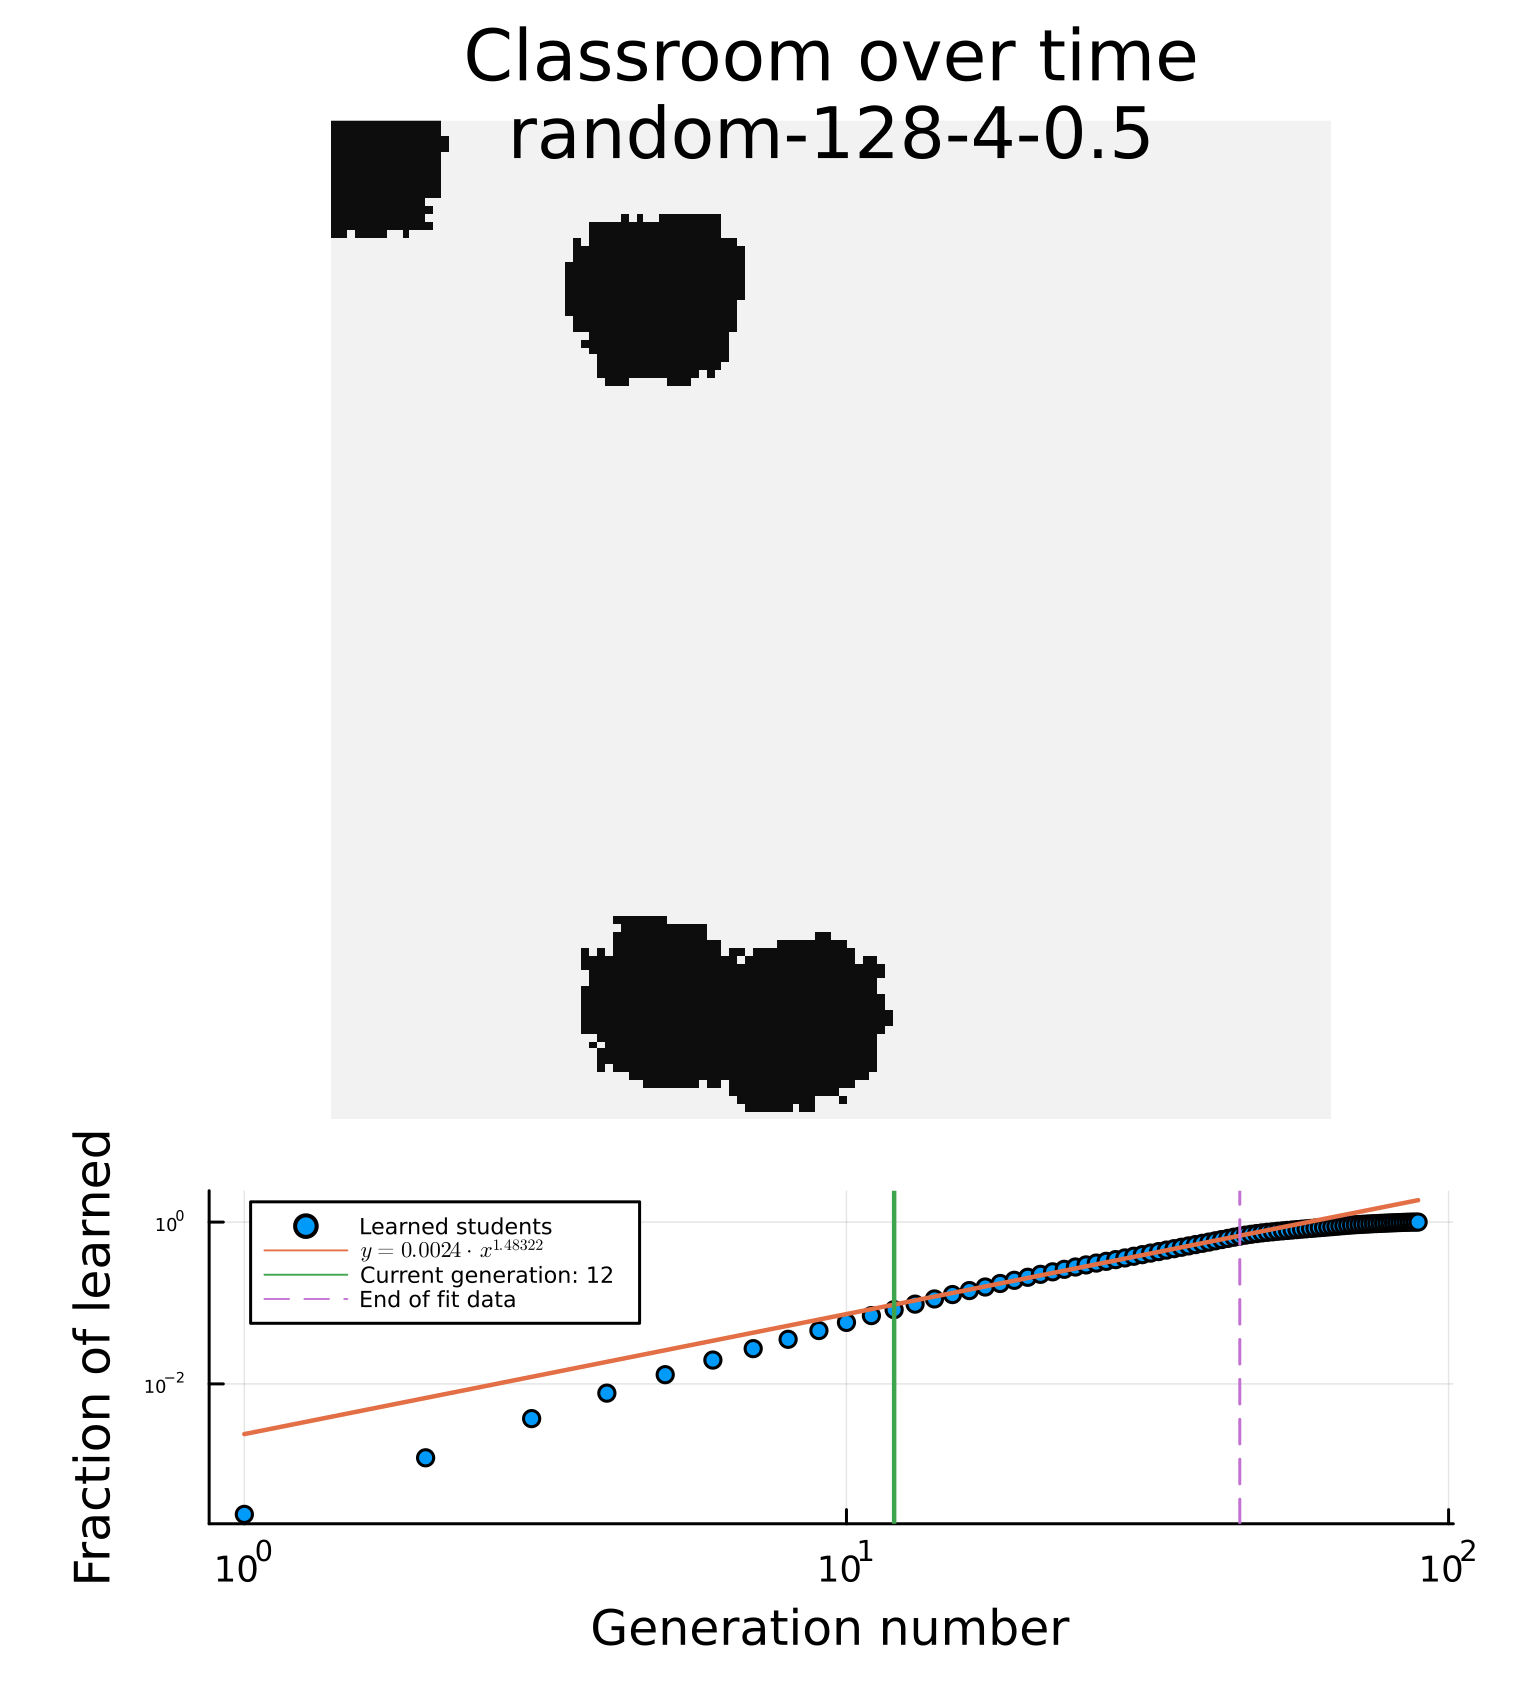 Classroom over time
random-128-4-0.5
Fraction of learned
10^0
10^-2
Learned students
y = 0.0024 · x^1.48322
Current generation: 12
End of fit data
10^0 10^1 10^2
Generation number